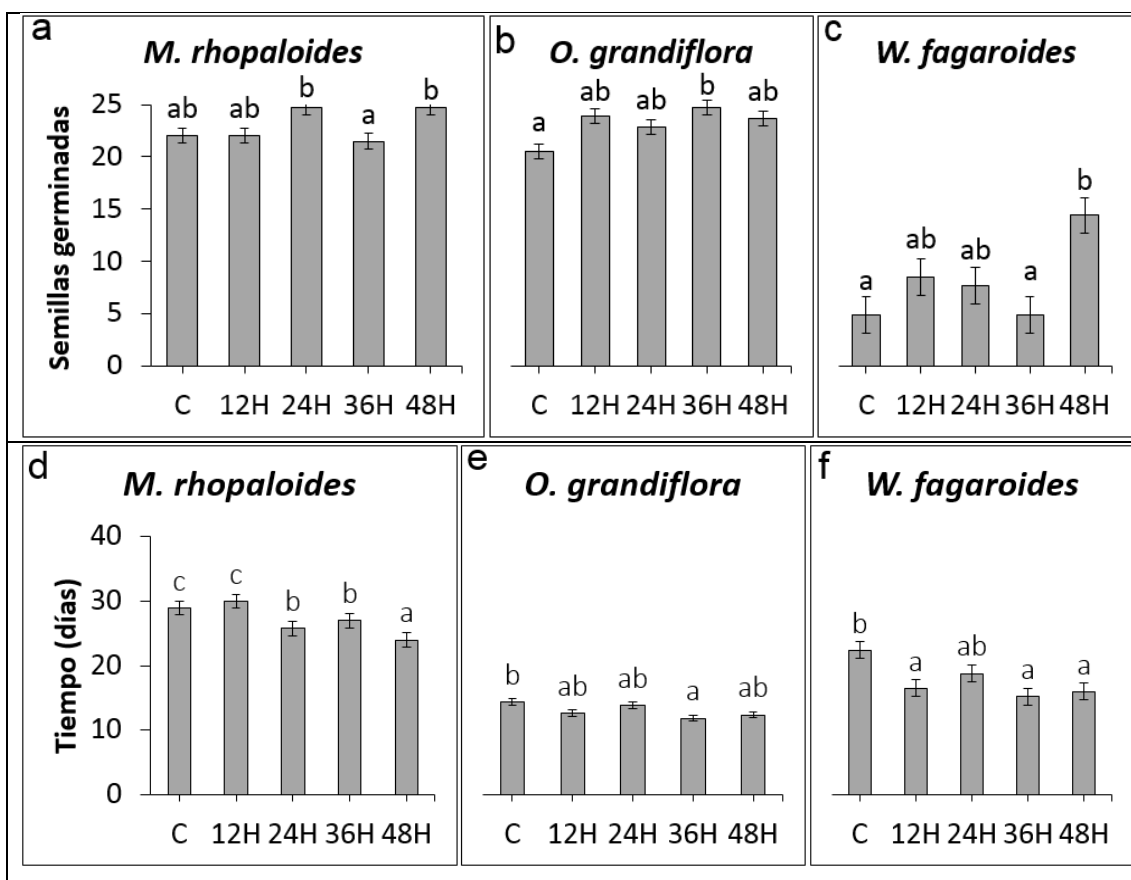 a
M. rhopaloides
Semillas germinadas
25
20
15
10
5
0
ab ab b a b
C 12H 24H 36H 48H
b
O. grandiflora
a ab ab b ab
C 12H 24H 36H 48H
c
W. fagaroides
a ab ab a b
C 12H 24H 36H 48H
d
M. rhopaloides
Tiempo (días)
40
30
20
10
0
c c b b a
C 12H 24H 36H 48H
e
O. grandiflora
b ab ab a ab
C 12H 24H 36H 48H
f
W. fagaroides
b a ab a a
C 12H 24H 36H 48H